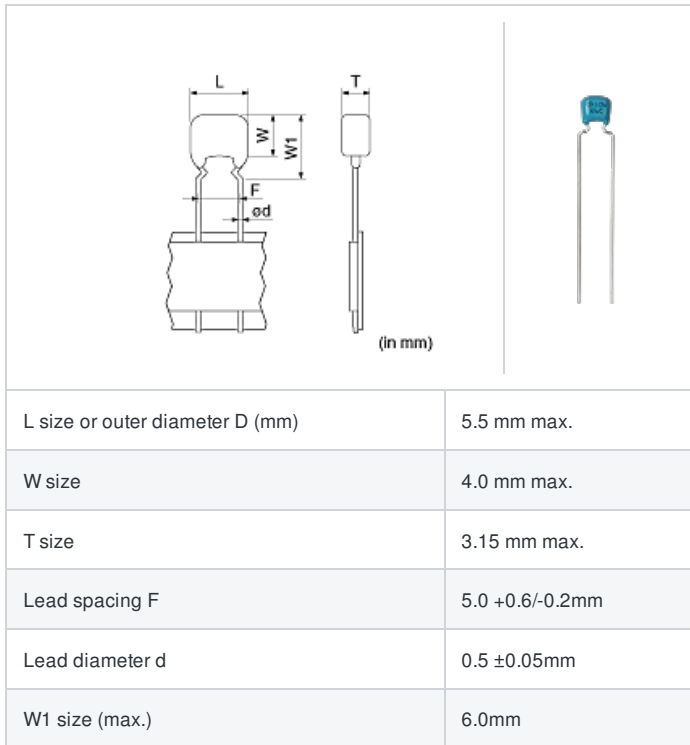 L
T
W
W1
F
ød
(in mm)
L size or outer diameter D (mm) 5.5 mm max.
W size 4.0 mm max.
T size 3.15 mm max.
Lead spacing F 5.0 +0.6/-0.2mm
Lead diameter d 0.5 ±0.05mm
W1 size (max.) 6.0mm